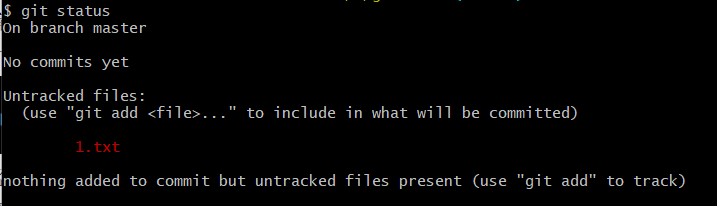 $ git status
On branch master
No commits yet
Untracked files:
(use "git add <file>..." to include in what will be committed)
1.txt
nothing added to commit but untracked files present (use "git add" to track)